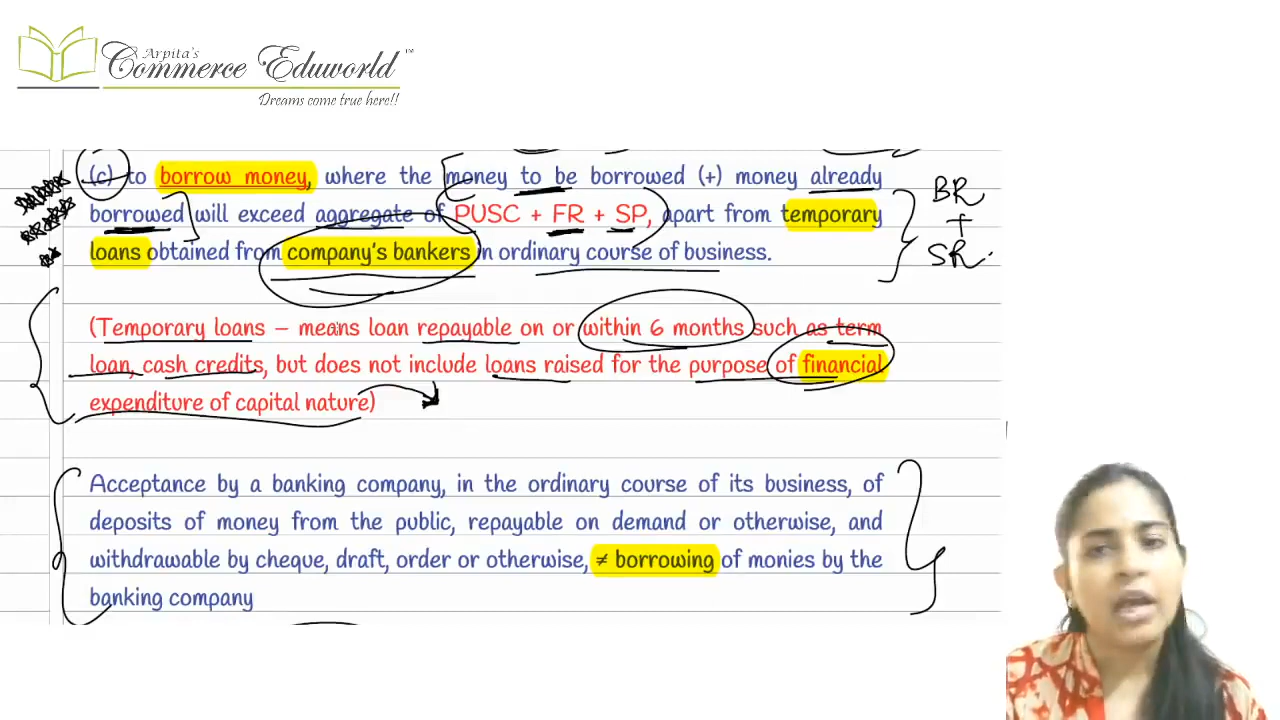 Arpita's
Commerce Eduworld™
Dreams come true here!!
(c) to borrow money, where the money to be borrowed (+) money already
borrowed will exceed aggregate of PUSC + FR + SP, apart from temporary
loans obtained from company's bankers in ordinary course of business.
BR
+
SR
(Temporary loans – means loan repayable on or within 6 months such as term
loan, cash credits, but does not include loans raised for the purpose of financial
expenditure of capital nature)
Acceptance by a banking company, in the ordinary course of its business, of
deposits of money from the public, repayable on demand or otherwise, and
withdrawable by cheque, draft, order or otherwise, ≠ borrowing of monies by the
banking company